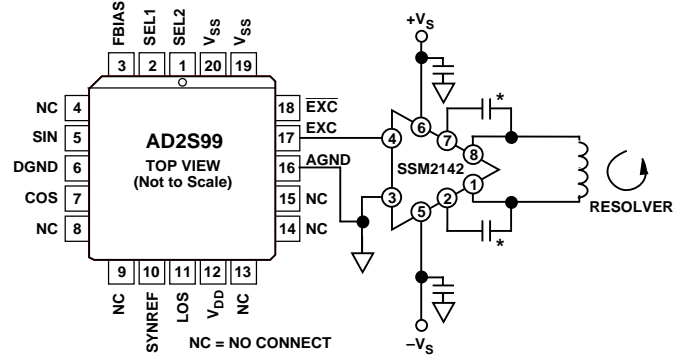 FBIAS
SEL1
SEL2
VSS
VSS
3 2 1 20 19
+VS
NC 4
SIN 5
DGND 6
COS 7
NC 8
AD2S99
TOP VIEW
(Not to Scale)
18 EXC
17 EXC
16 AGND
15 NC
14 NC
9 10 11 12 13
NC
SYNREF
LOS
VDD
NC
NC = NO CONNECT
4
3
6
7
8
SSM2142
1
2
5
*
*
RESOLVER
–VS